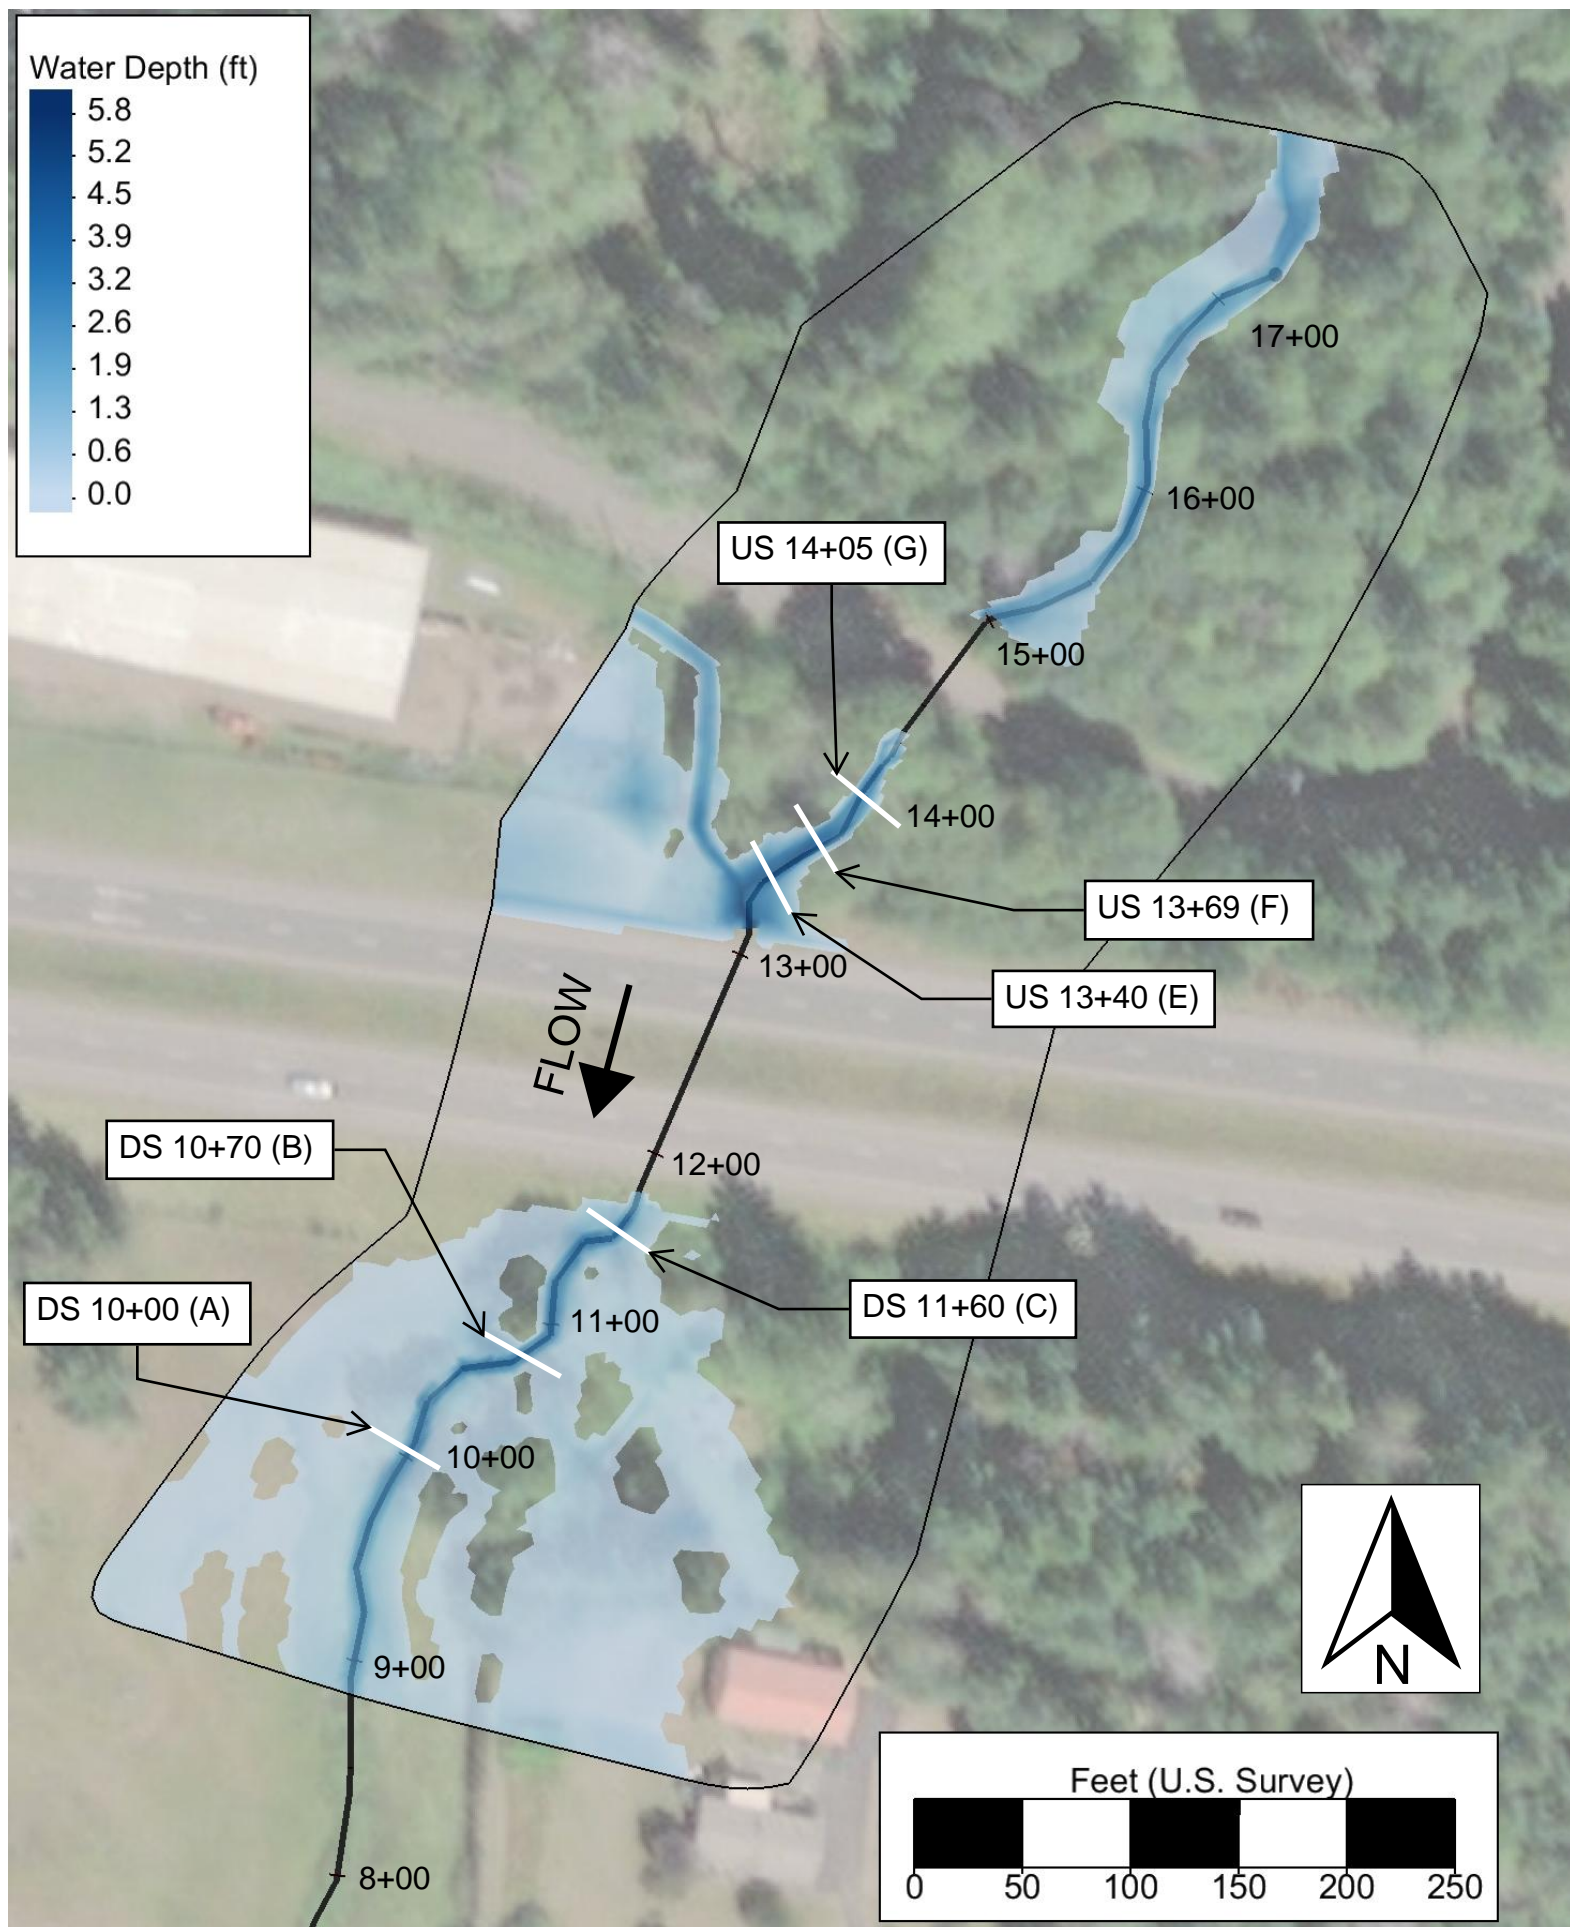 Water Depth (ft)
5.8
5.2
4.5
3.9
3.2
2.6
1.9
1.3
0.6
0.0
17+00
16+00
US 14+05 (G)
15+00
14+00
US 13+69 (F)
13+00
US 13+40 (E)
FLOW
DS 10+70 (B)
12+00
DS 10+00 (A)
DS 11+60 (C)
11+00
10+00
9+00
N
8+00
Feet (U.S. Survey)
0 50 100 150 200 250